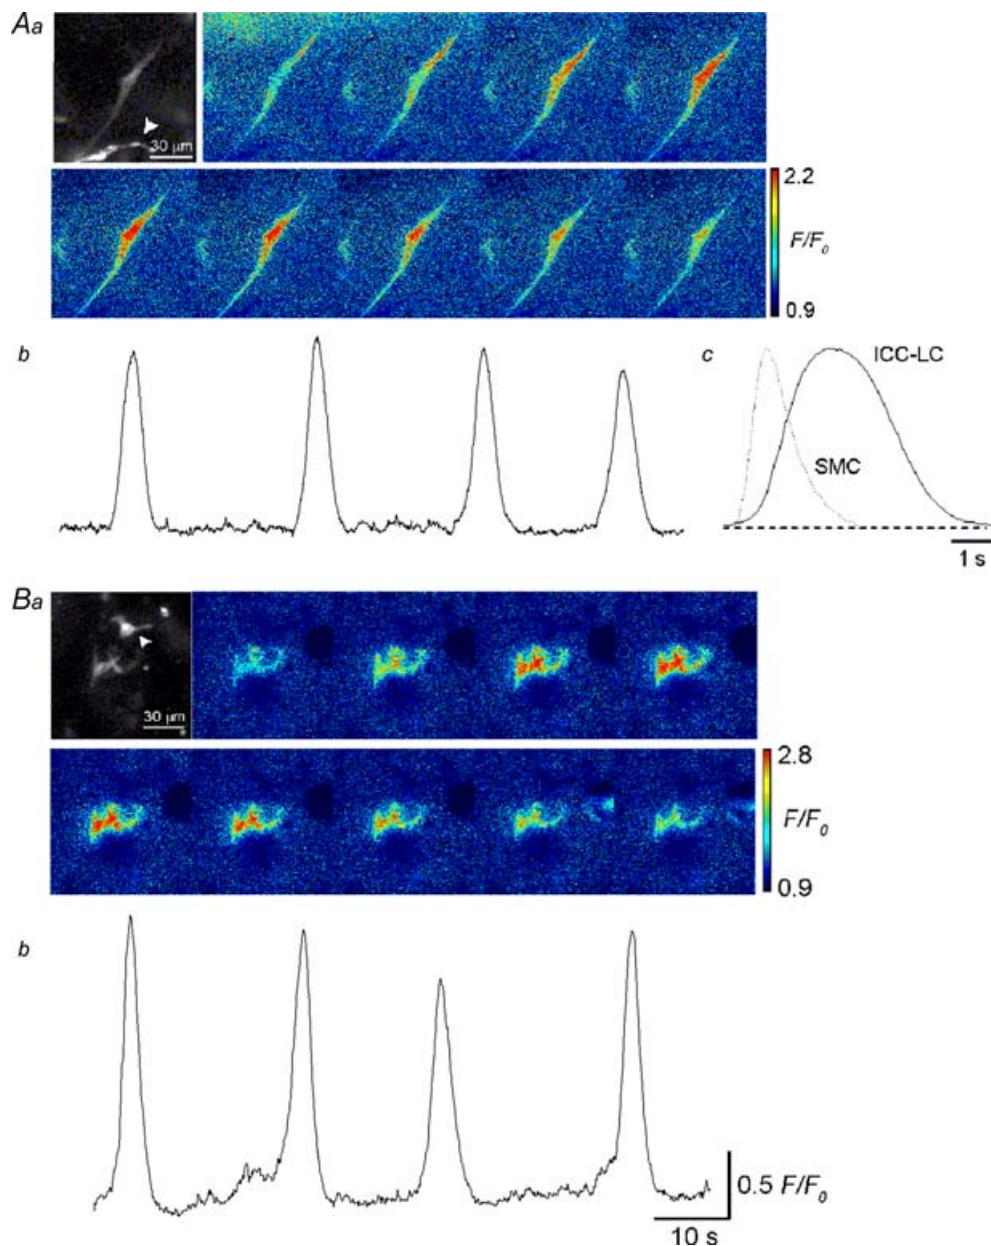 Aa
30 µm
2.2
F/F₀
0.9
b
c
ICC-LC
SMC
1 s
Ba
30 µm
2.8
F/F₀
0.9
b
0.5 F/F₀
10 s